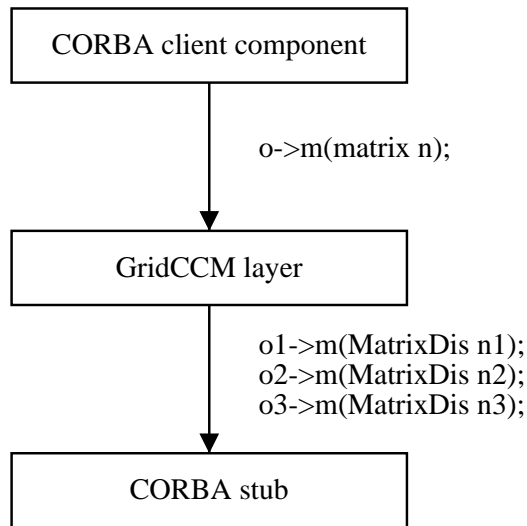 CORBA client component
o->m(matrix n);
GridCCM layer
o1->m(MatrixDis n1);
o2->m(MatrixDis n2);
o3->m(MatrixDis n3);
CORBA stub